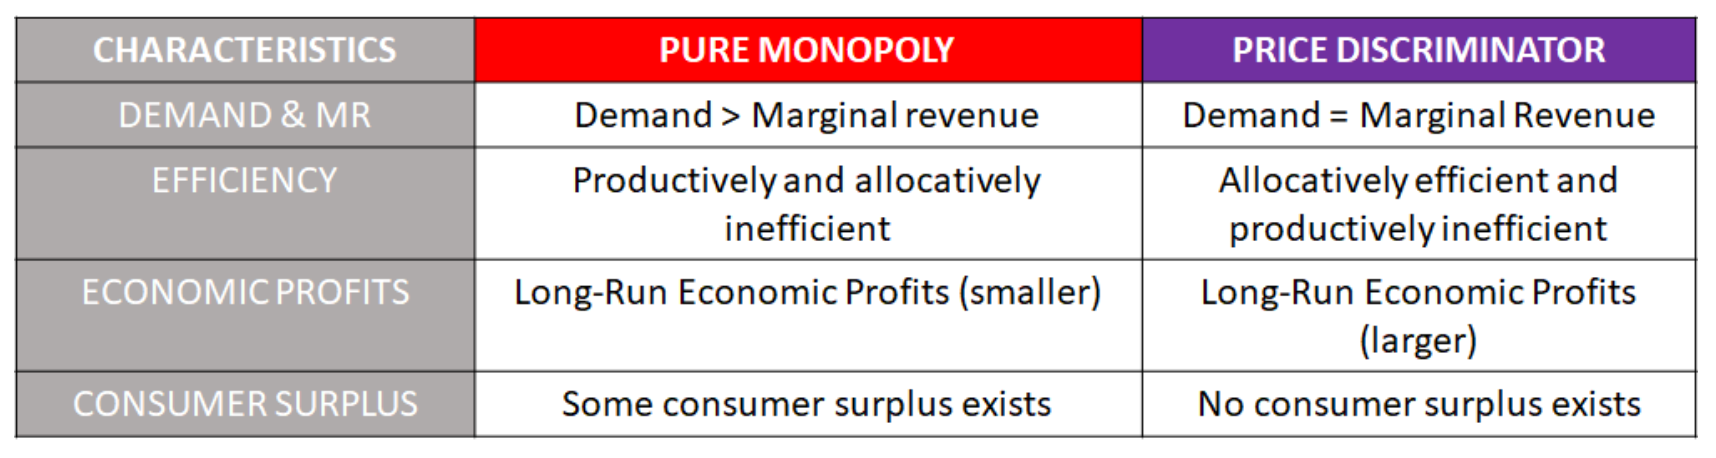 CHARACTERISTICS PURE MONOPOLY PRICE DISCRIMINATOR
DEMAND & MR Demand > Marginal revenue Demand = Marginal Revenue
EFFICIENCY Productively and allocatively Allocatively efficient and
inefficient productively inefficient
ECONOMIC PROFITS Long-Run Economic Profits (smaller) Long-Run Economic Profits
(larger)
CONSUMER SURPLUS Some consumer surplus exists No consumer surplus exists